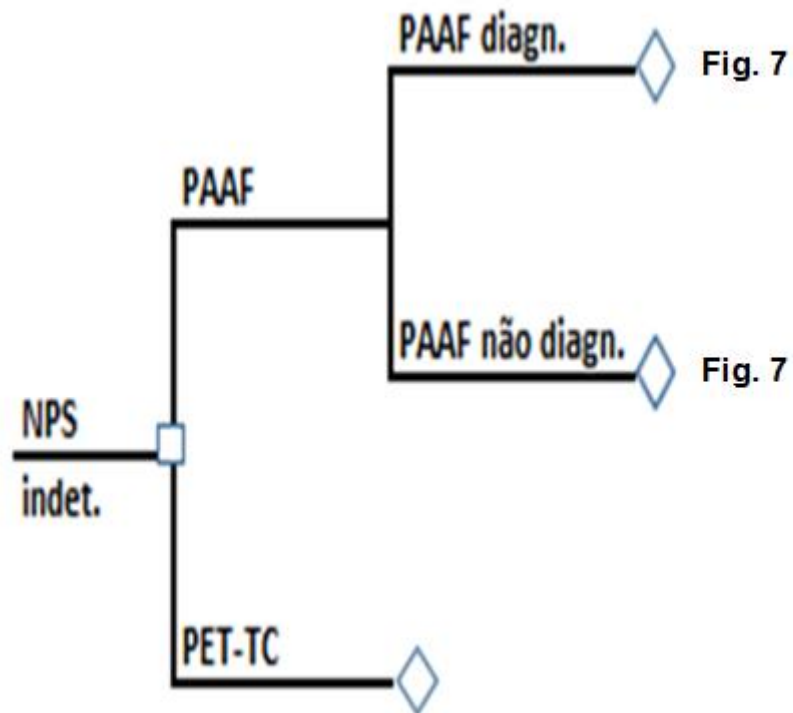 PAAF diagn.
Fig. 7
PAAF
PAAF não diagn.
Fig. 7
NPS
indet.
PET-TC